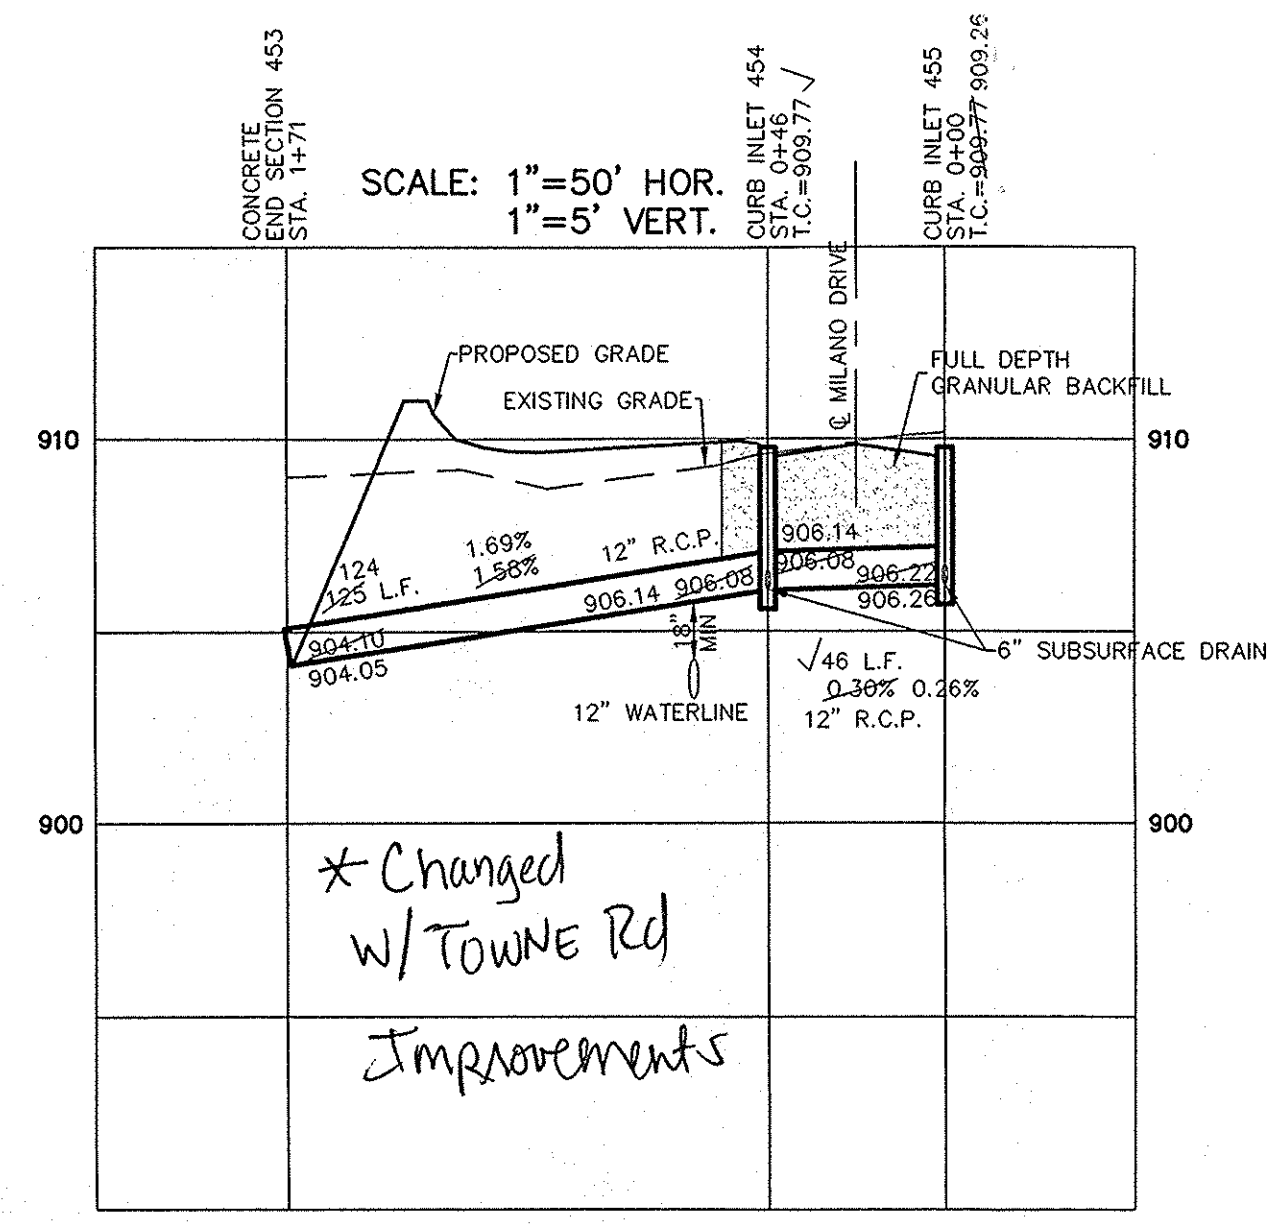 CONCRETE
END SECTION 453
STA. 1+71
SCALE: 1"=50' HOR.
1"=5' VERT.
CURB INLET 454
STA. 0+46
T.C.=909.77 √
CURB INLET 455
STA. 0+00
T.C.=909.77 909.26
℄ MILANO DRIVE
PROPOSED GRADE
EXISTING GRADE
FULL DEPTH
GRANULAR BACKFILL
910
910
124
125 L.F.
1.69%
1.58%
12" R.C.P.
906.14
906.08
906.14 906.08
906.22
906.26
904.10
904.05
18"
MIN
12" WATERLINE
√46 L.F.
0.30% 0.26%
12" R.C.P.
6" SUBSURFACE DRAIN
900
900
* Changed
W/ TOWNE Rd
Improvements